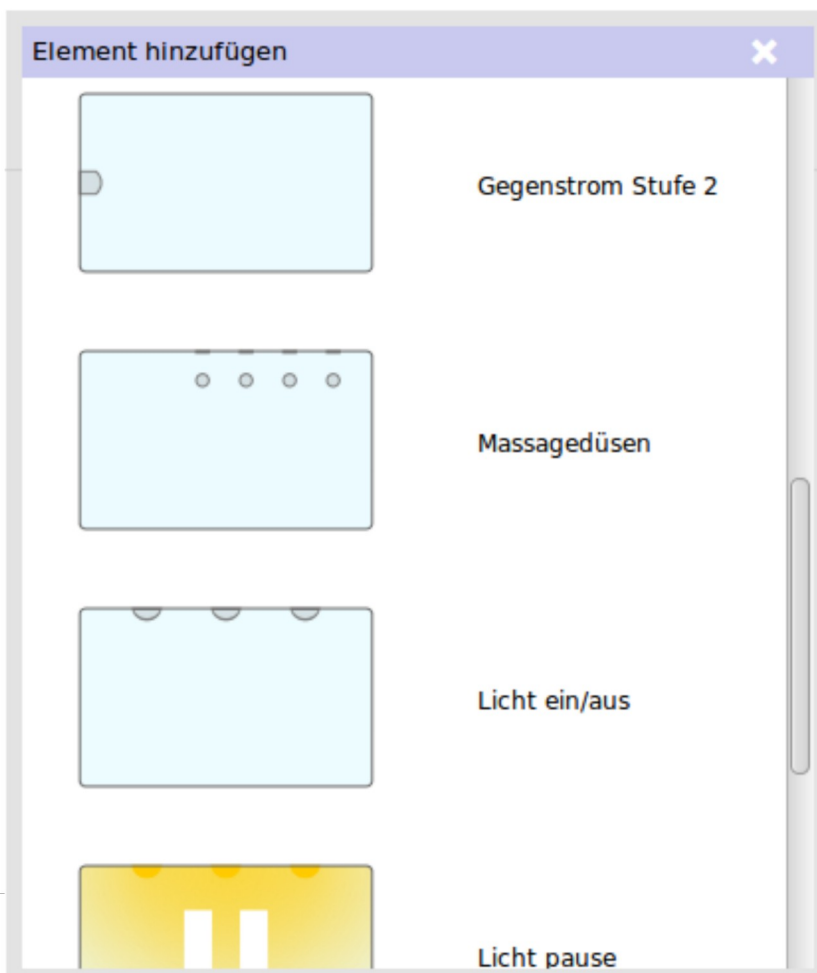 Element hinzufügen
Gegenstrom Stufe 2
Massagedüsen
Licht ein/aus
Licht pause